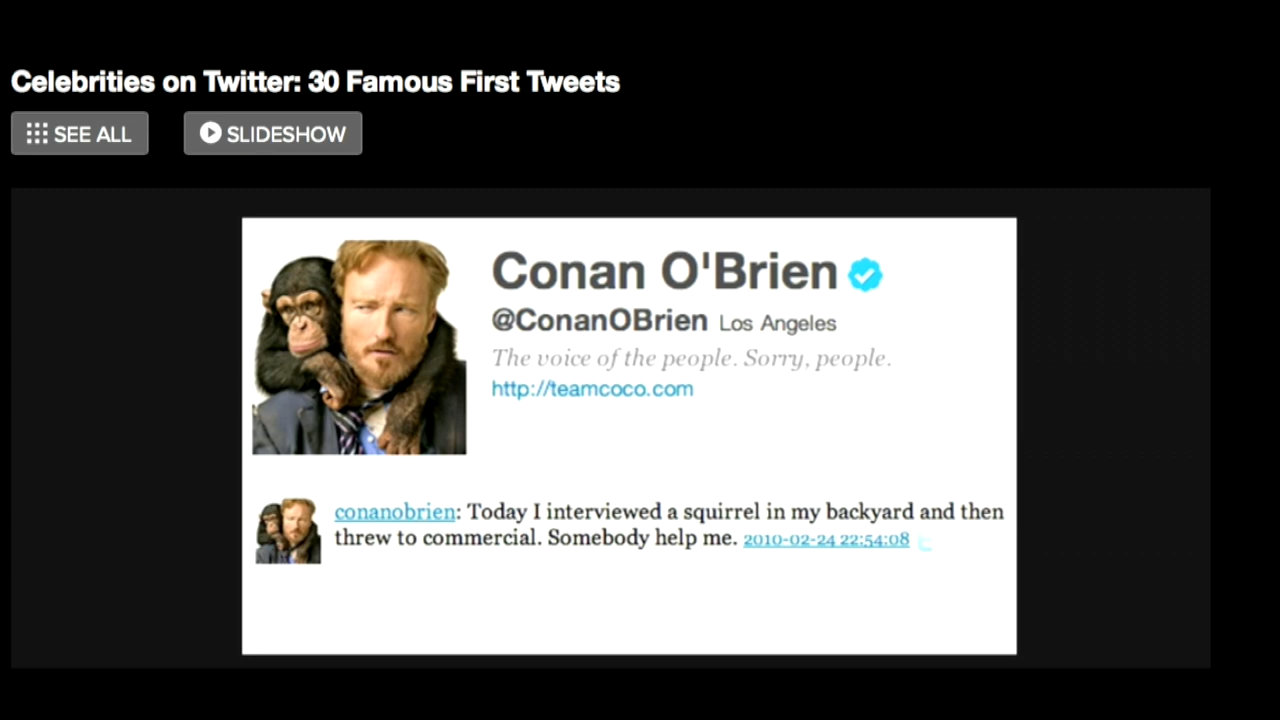 Celebrities on Twitter: 30 Famous First Tweets
SEE ALL SLIDESHOW
Conan O'Brien
@ConanOBrien Los Angeles
The voice of the people. Sorry, people.
http://teamcoco.com
conanobrien: Today I interviewed a squirrel in my backyard and then
threw to commercial. Somebody help me. 2010-02-24 22:54:08